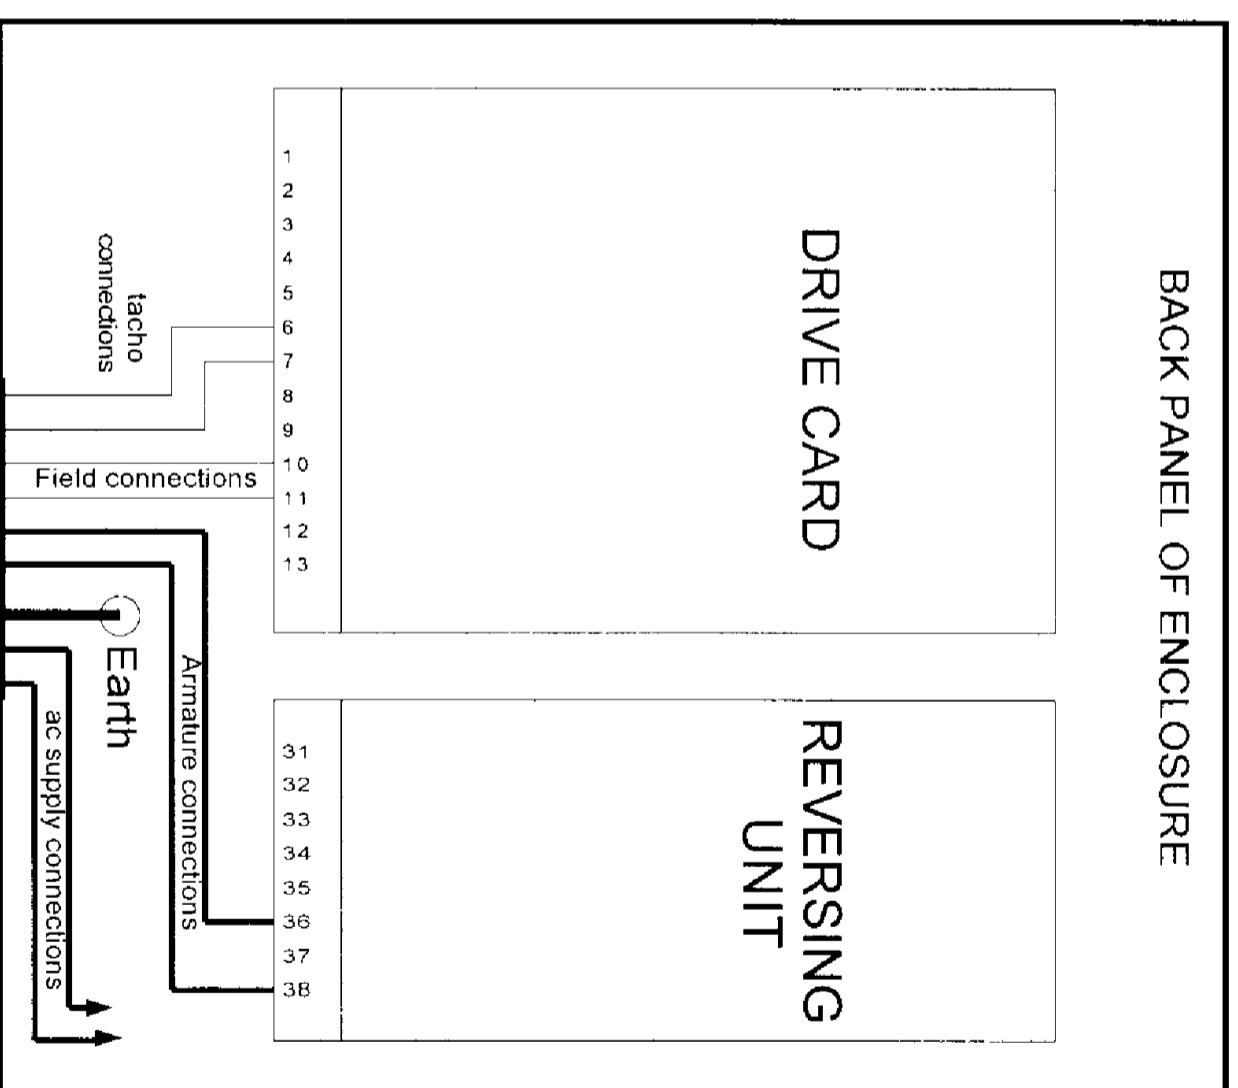 BACK PANEL OF ENCLOSURE
DRIVE CARD
1
2
3
4
5
6
7
8
9
10
11
12
13
tacho
connections
Field connections
Earth
Armature connections
ac supply connections
REVERSING
UNIT
31
32
33
34
35
36
37
38